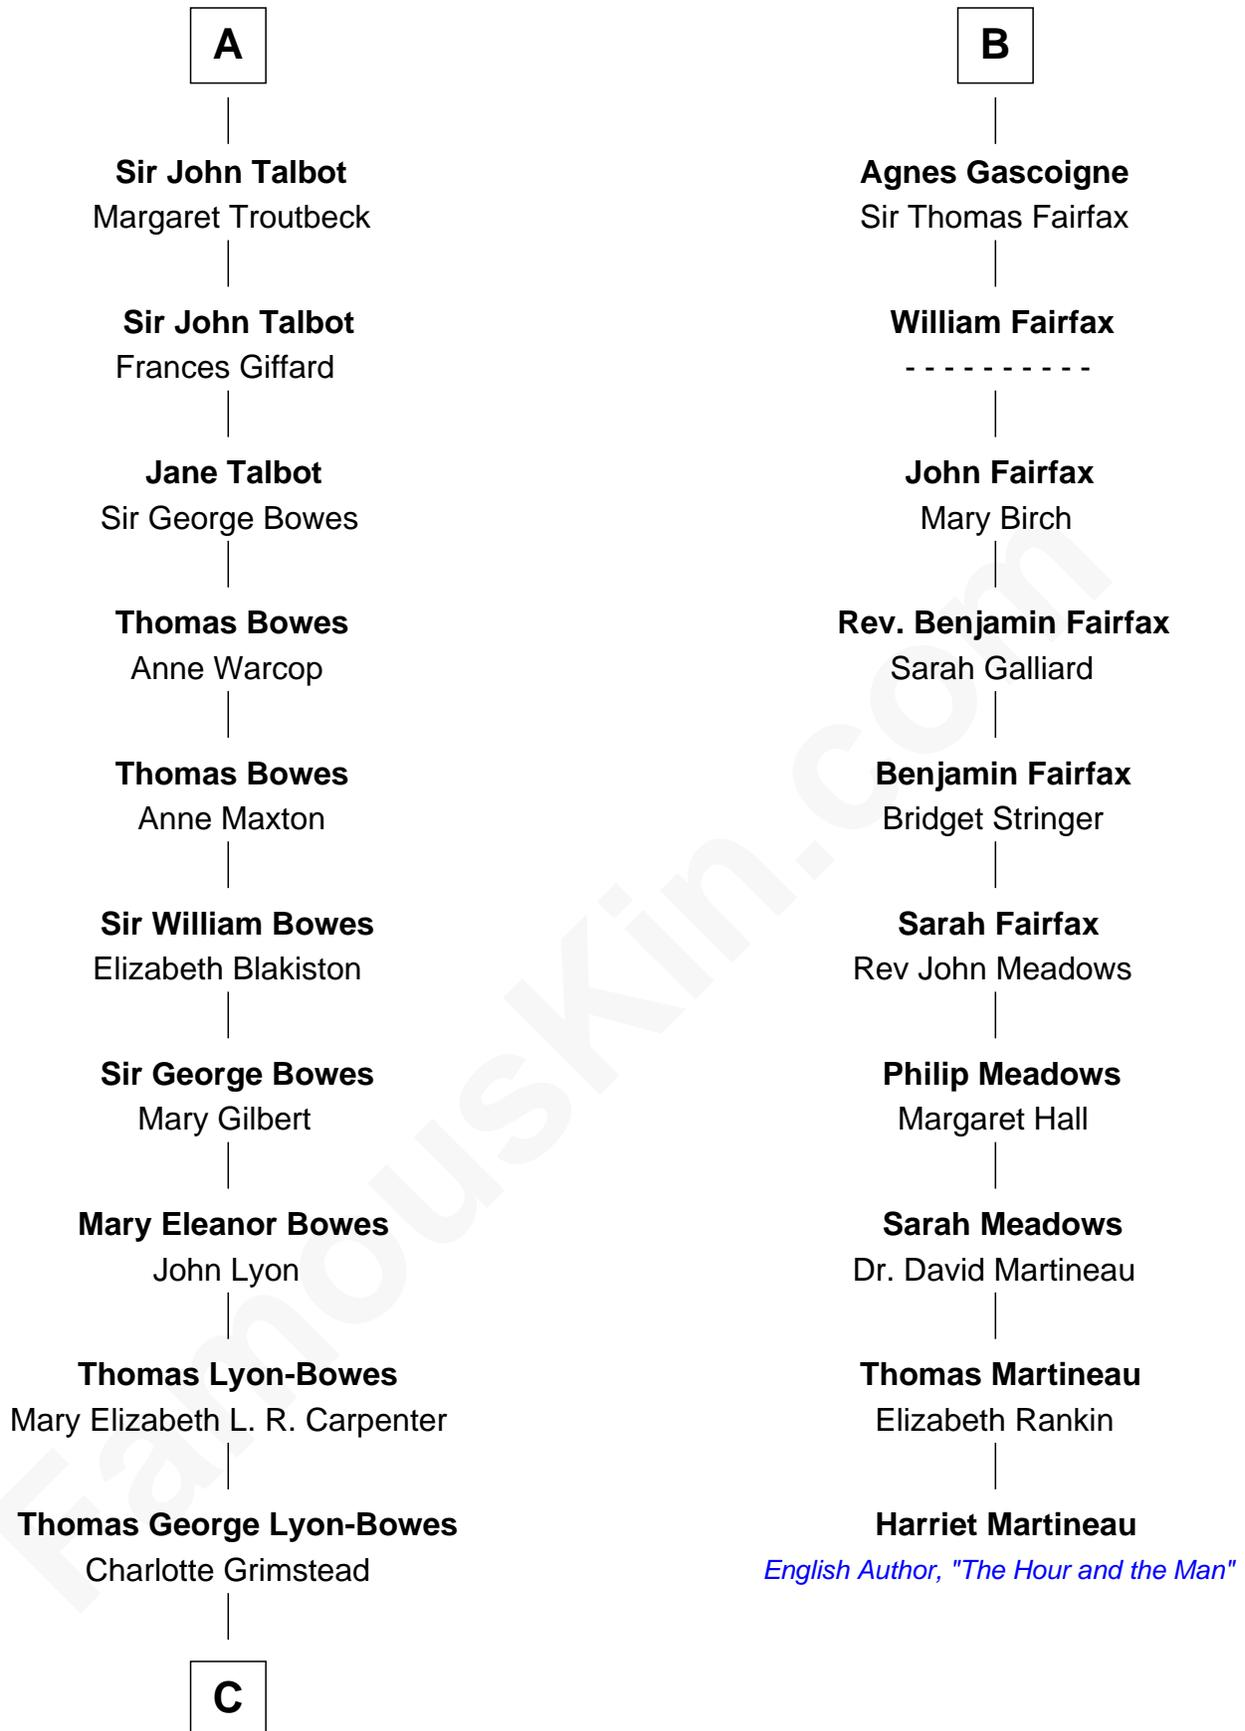 A
Sir John Talbot
Margaret Troutbeck
Sir John Talbot
Frances Giffard
Jane Talbot
Sir George Bowes
Thomas Bowes
Anne Warcop
Thomas Bowes
Anne Maxton
Sir William Bowes
Elizabeth Blakiston
Sir George Bowes
Mary Gilbert
Mary Eleanor Bowes
John Lyon
Thomas Lyon-Bowes
Mary Elizabeth L. R. Carpenter
Thomas George Lyon-Bowes
Charlotte Grimstead
C
B
Agnes Gascoigne
Sir Thomas Fairfax
William Fairfax
- - - - - - - - - -
John Fairfax
Mary Birch
Rev. Benjamin Fairfax
Sarah Galliard
Benjamin Fairfax
Bridget Stringer
Sarah Fairfax
Rev John Meadows
Philip Meadows
Margaret Hall
Sarah Meadows
Dr. David Martineau
Thomas Martineau
Elizabeth Rankin
Harriet Martineau
English Author, "The Hour and the Man"
FamousKin.com